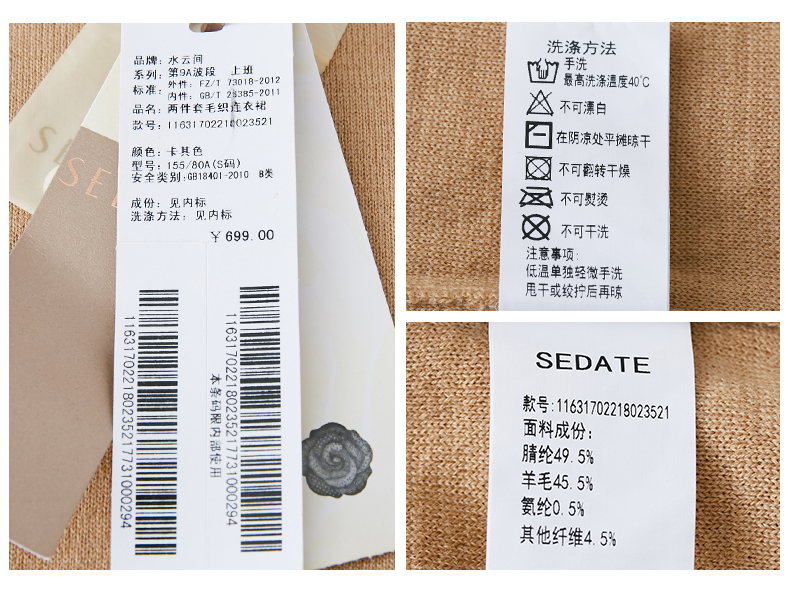 品牌: 水云间
系列: 第9A波段 上班
标准: 外件: FZ/T 73018-2012
内件: GB/T 26385-2011
品名: 两件套毛织连衣裙
款号: 11631702218023521
颜色: 卡其色
型号: 155/80A(S码)
安全类别:GB18401-2010 B类
成份: 见内标
洗涤方法: 见内标
¥ 699.00
116317022180235217731000294
本条码限内部使用
116317022180235217731000294
洗涤方法
手洗
最高洗涤温度40℃
不可漂白
在阴凉处平摊晾干
不可翻转干燥
不可熨烫
不可干洗
注意事项:
低温单独轻微手洗
甩干或绞拧后再晾
SEDATE
款号:11631702218023521
面料成份:
腈纶49.5%
羊毛45.5%
氨纶0.5%
其他纤维4.5%